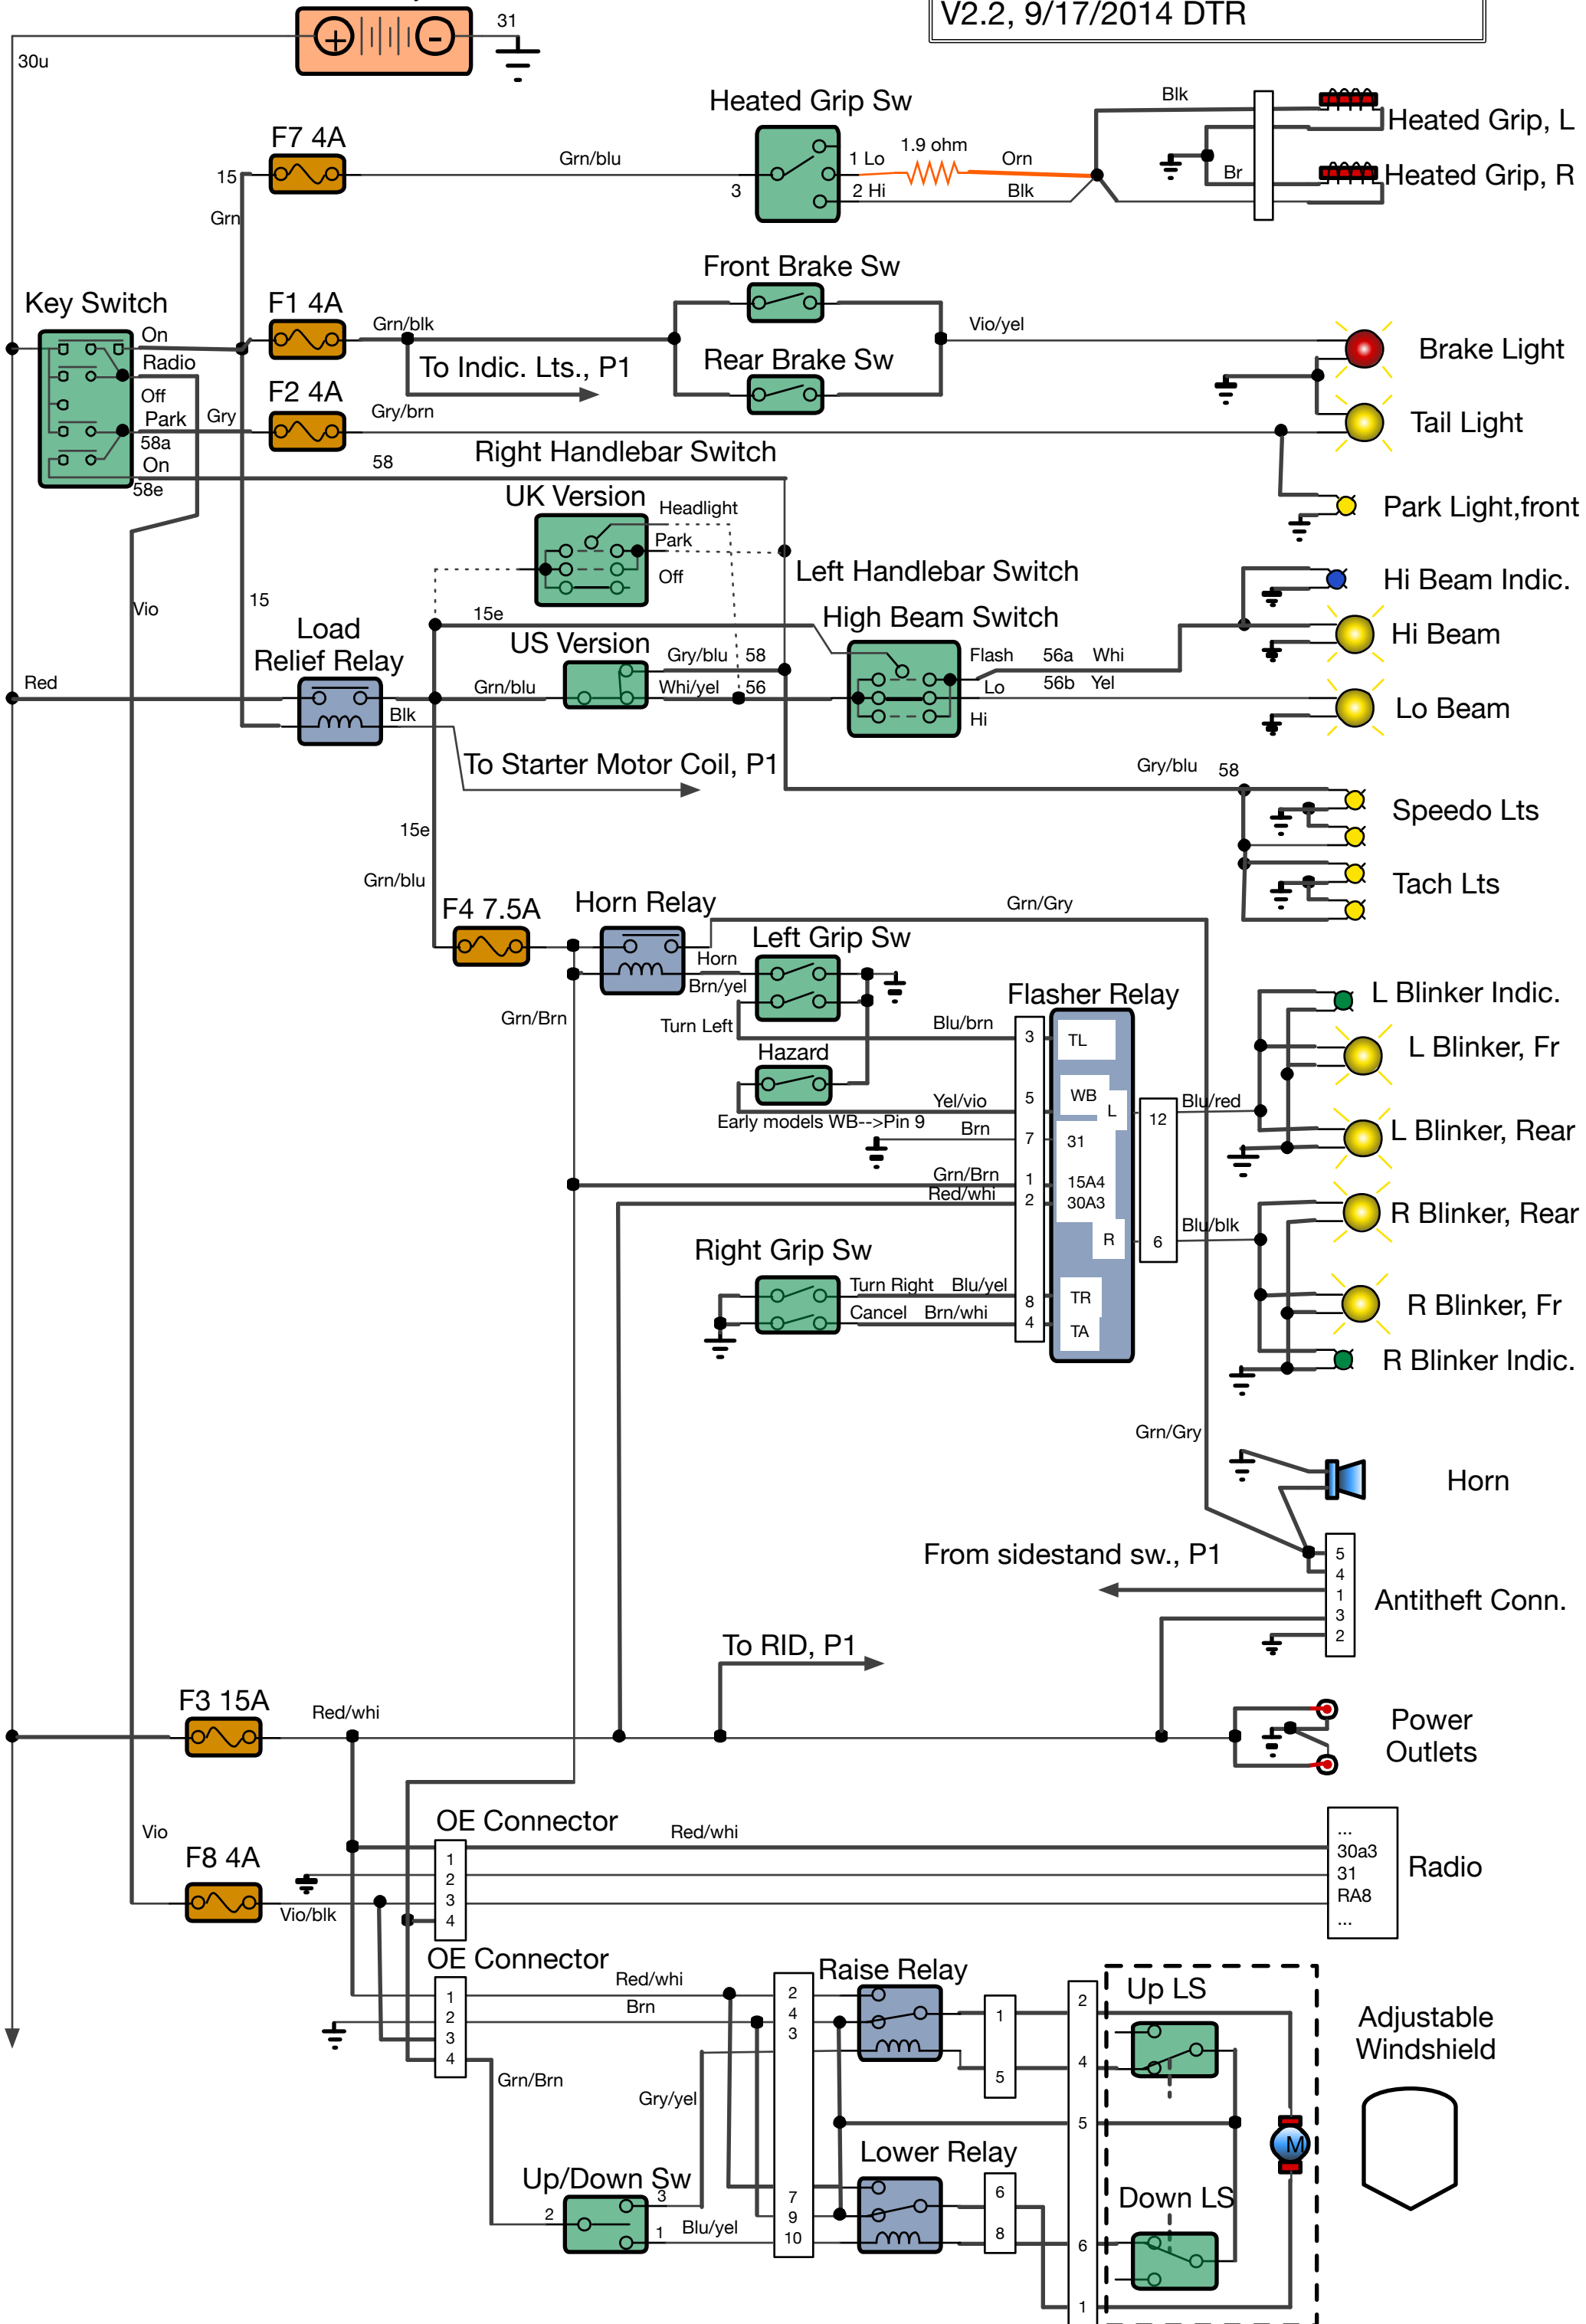 V2.2, 9/17/2014 DTR
31
30u
Heated Grip Sw
Blk
Heated Grip, L
F7 4A
Grn/blu
1 Lo
1.9 ohm
Orn
15
3
2 Hi
Blk
Br
Heated Grip, R
Grn
Front Brake Sw
Key Switch
F1 4A
On
Grn/blk
Vio/yel
Brake Light
Radio
To Indic. Lts., P1
Rear Brake Sw
Off
F2 4A
Park
Gry
Gry/brn
Tail Light
58a
Right Handlebar Switch
On
58
58e
UK Version
Headlight
Park Light,front
Park
Off
Left Handlebar Switch
Hi Beam Indic.
Vio
15
15e
High Beam Switch
Load
Relief Relay
US Version
Hi Beam
Gry/blu
58
Flash
56a
Whi
Red
Grn/blu
Whi/yel
56
Lo
56b
Yel
Blk
Hi
Lo Beam
To Starter Motor Coil, P1
Gry/blu
58
Speedo Lts
15e
Grn/blu
Tach Lts
F4 7.5A
Horn Relay
Grn/Gry
Left Grip Sw
Horn
Brn/yel
Flasher Relay
L Blinker Indic.
Grn/Brn
Turn Left
Blu/brn
3
TL
L Blinker, Fr
Hazard
Yel/vio
5
WB
L
Blu/red
12
Early models WB-->Pin 9
Brn
7
31
L Blinker, Rear
Grn/Brn
1
15A4
Red/whi
2
30A3
R Blinker, Rear
R
Blu/blk
6
Right Grip Sw
Turn Right
Blu/yel
8
TR
R Blinker, Fr
Cancel
Brn/whi
4
TA
R Blinker Indic.
Grn/Gry
Horn
From sidestand sw., P1
5
4
1
3
2
Antitheft Conn.
To RID, P1
F3 15A
Red/whi
Power
Outlets
OE Connector
Vio
Red/whi
...
F8 4A
1
30a3
2
31
Radio
3
RA8
Vio/blk
4
...
OE Connector
Raise Relay
Up LS
Red/whi
1
2
1
2
Brn
2
4
3
3
Adjustable
Windshield
4
5
4
Grn/Brn
Gry/yel
5
Lower Relay
Up/Down Sw
3
7
6
Down LS
M
2
9
1
Blu/yel
10
8
6
1